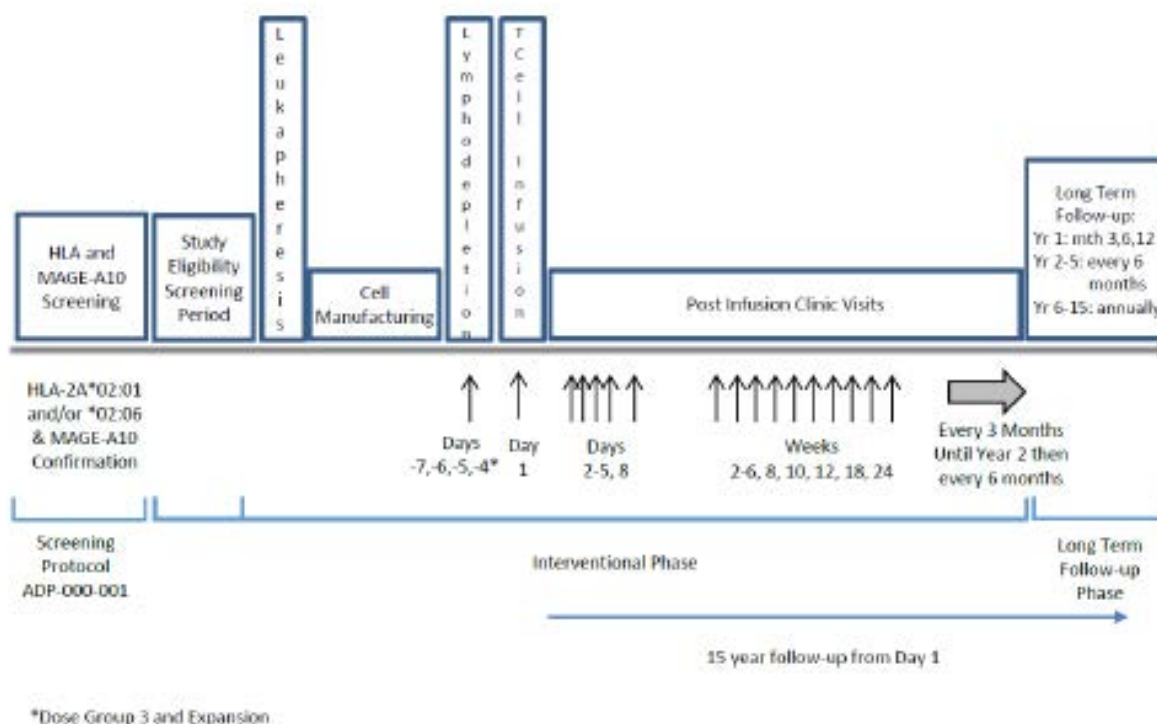 Leukapheresis
Lymphodepletion
T Cell Infusion
HLA and
MAGE-A10
Screening
Study
Eligibility
Screening
Period
Cell
Manufacturing
Post Infusion Clinic Visits
Long Term
Follow-up:
Yr 1: mth 3,6,12
Yr 2-5: every 6
months
Yr 6-15: annually
HLA-2A*02:01
and/or *02:06
& MAGE-A10
Confirmation
Days
-7,-6,-5,-4*
Day
1
Days
2-5, 8
Weeks
2-6, 8, 10, 12, 18, 24
Every 3 Months
Until Year 2 then
every 6 months
Screening
Protocol
ADP-000-001
Interventional Phase
Long Term
Follow-up
Phase
15 year follow-up from Day 1
*Dose Group 3 and Expansion